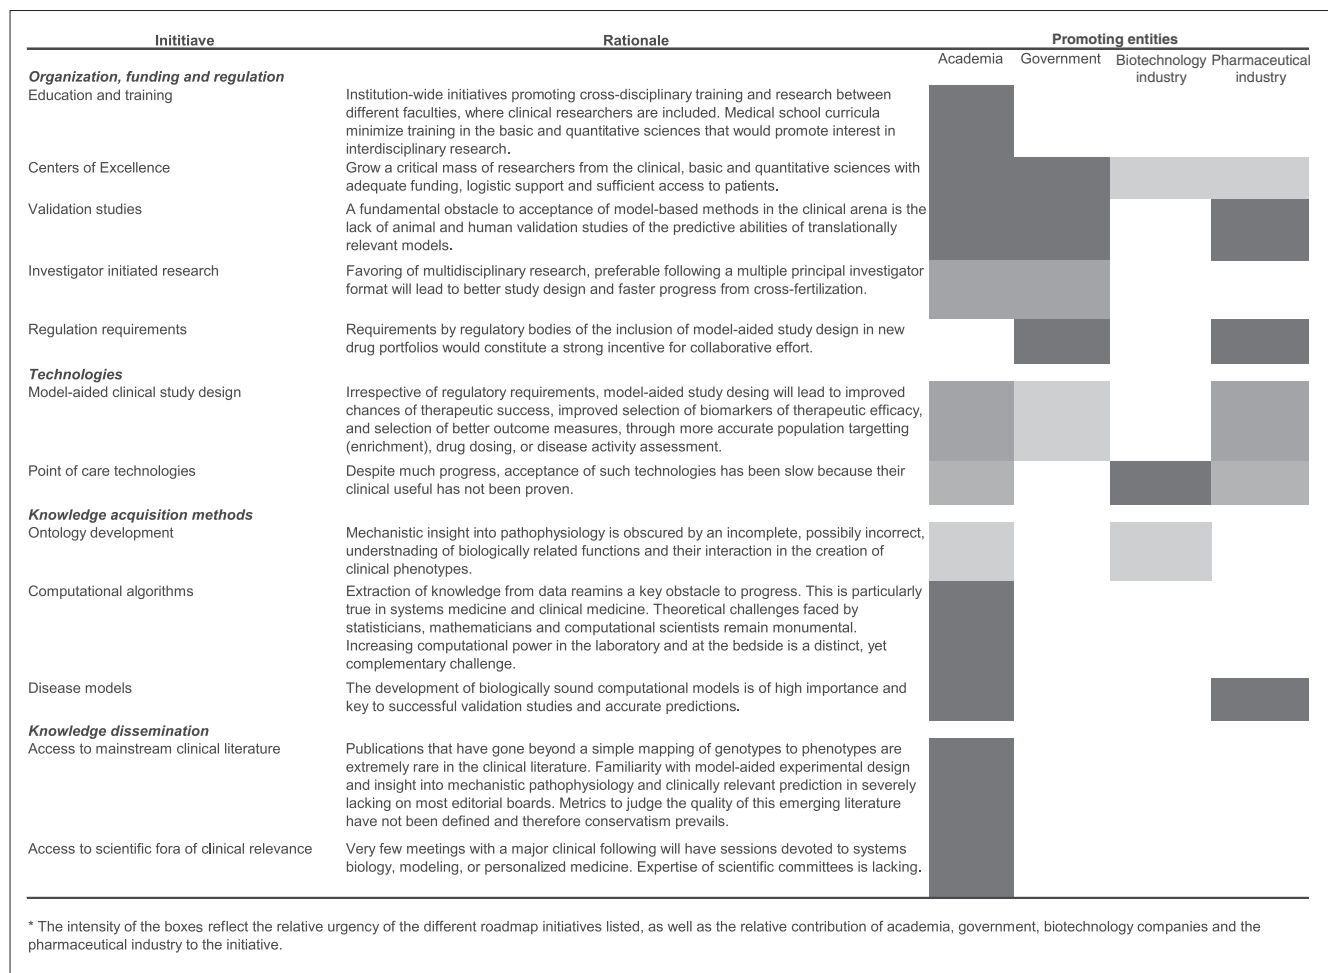 Inititiave Rationale Promoting entities
Academia Government Biotechnology industry Pharmaceutical industry
Organization, funding and regulation
Education and training
Institution-wide initiatives promoting cross-disciplinary training and research between
different faculties, where clinical researchers are included. Medical school curricula
minimize training in the basic and quantitative sciences that would promote interest in
interdisciplinary research.
Centers of Excellence
Grow a critical mass of researchers from the clinical, basic and quantitative sciences with
adequate funding, logistic support and sufficient access to patients.
Validation studies
A fundamental obstacle to acceptance of model-based methods in the clinical arena is the
lack of animal and human validation studies of the predictive abilities of translationally
relevant models.
Investigator initiated research
Favoring of multidisciplinary research, preferable following a multiple principal investigator
format will lead to better study design and faster progress from cross-fertilization.
Regulation requirements
Requirements by regulatory bodies of the inclusion of model-aided study design in new
drug portfolios would constitute a strong incentive for collaborative effort.
Technologies
Model-aided clinical study design
Irrespective of regulatory requirements, model-aided study desing will lead to improved
chances of therapeutic success, improved selection of biomarkers of therapeutic efficacy,
and selection of better outcome measures, through more accurate population targetting
(enrichment), drug dosing, or disease activity assessment.
Point of care technologies
Despite much progress, acceptance of such technologies has been slow because their
clinical useful has not been proven.
Knowledge acquisition methods
Ontology development
Mechanistic insight into pathophysiology is obscured by an incomplete, possibily incorrect,
understnading of biologically related functions and their interaction in the creation of
clinical phenotypes.
Computational algorithms
Extraction of knowledge from data reamins a key obstacle to progress. This is particularly
true in systems medicine and clinical medicine. Theoretical challenges faced by
statisticians, mathematicians and computational scientists remain monumental.
Increasing computational power in the laboratory and at the bedside is a distinct, yet
complementary challenge.
Disease models
The development of biologically sound computational models is of high importance and
key to successful validation studies and accurate predictions.
Knowledge dissemination
Access to mainstream clinical literature
Publications that have gone beyond a simple mapping of genotypes to phenotypes are
extremely rare in the clinical literature. Familiarity with model-aided experimental design
and insight into mechanistic pathophysiology and clinically relevant prediction in severely
lacking on most editorial boards. Metrics to judge the quality of this emerging literature
have not been defined and therefore conservatism prevails.
Access to scientific fora of clinical relevance
Very few meetings with a major clinical following will have sessions devoted to systems
biology, modeling, or personalized medicine. Expertise of scientific committees is lacking.
* The intensity of the boxes reflect the relative urgency of the different roadmap initiatives listed, as well as the relative contribution of academia, government, biotechnology companies and the
pharmaceutical industry to the initiative.